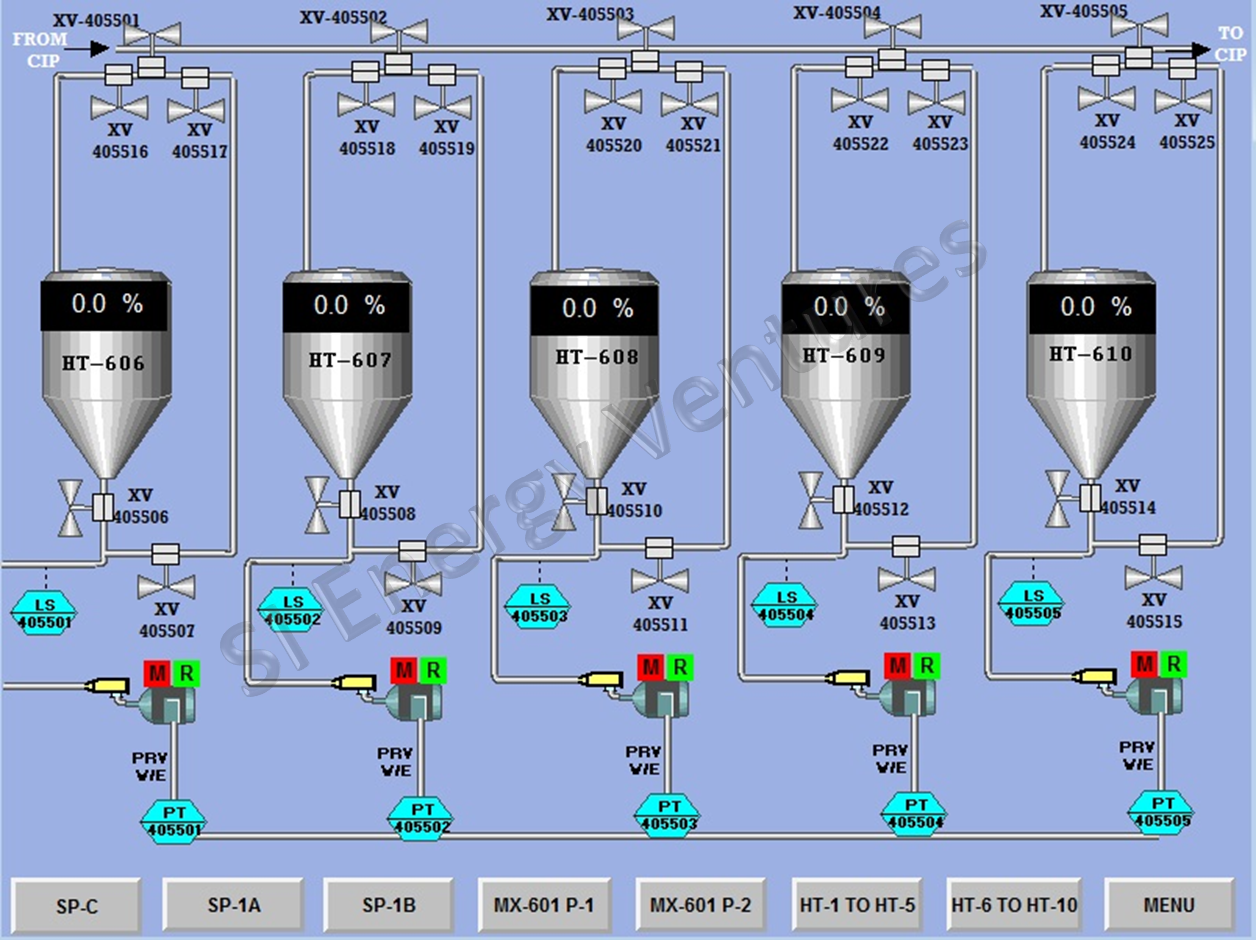 XV-405501
XV-405502
XV-405503
XV-405504
XV-405505
FROM
CIP
TO
CIP
XV
405516
XV
405517
XV
405518
XV
405519
XV
405520
XV
405521
XV
405522
XV
405523
XV
405524
XV
405525
0.0 %
0.0 %
0.0 %
0.0 %
0.0 %
HT-606
HT-607
HT-608
HT-609
HT-610
SI Energy Ventures
XV
405506
XV
405508
XV
405510
XV
405512
XV
405514
LS
405501
XV
405507
LS
405502
XV
405509
LS
405503
XV
405511
LS
405504
XV
405513
LS
405505
XV
405515
M R
M R
M R
M R
M R
PRV
V/E
PRV
V/E
PRV
V/E
PRV
V/E
PRV
V/E
PT
405501
PT
405502
PT
405503
PT
405504
PT
405505
SP-C
SP-1A
SP-1B
MX-601 P-1
MX-601 P-2
HT-1 TO HT-5
HT-6 TO HT-10
MENU